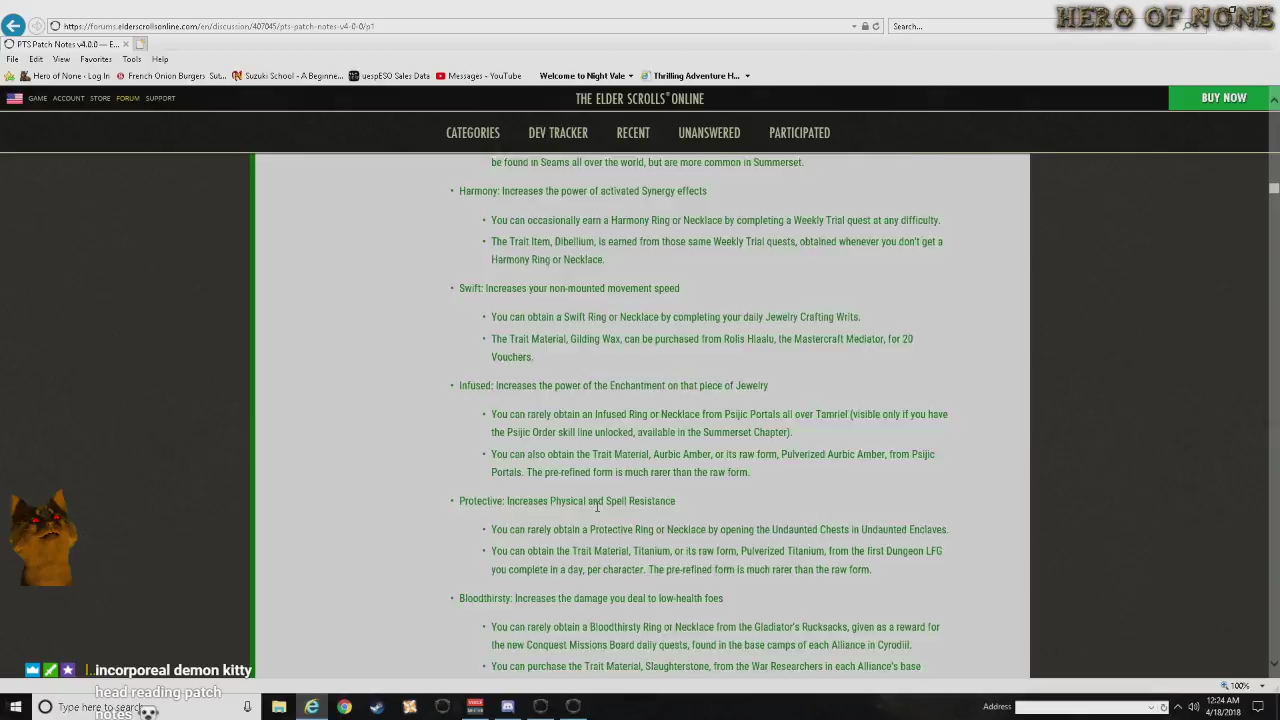 HERO OF NONE
https://forums.elderscrollsonline.com/en/discussion/407045/pts-patch-notes-v4-0-0/p1
Search...
PTS Patch Notes v4.0.0 — E...
File Edit View Favorites Tools Help
Hero of None - Log In French Onion Burgers Sut... Suzuki School - A Beginne... uespESO Sales Data Messages - YouTube Welcome to Night Vale Thrilling Adventure H...
GAME ACCOUNT STORE FORUM SUPPORT
THE ELDER SCROLLS ONLINE
BUY NOW
CATEGORIES DEV TRACKER RECENT UNANSWERED PARTICIPATED
be found in Seams all over the world, but are more common in Summerset.
• Harmony: Increases the power of activated Synergy effects
• You can occasionally earn a Harmony Ring or Necklace by completing a Weekly Trial quest at any difficulty.
• The Trait Item, Dibellium, is earned from those same Weekly Trial quests, obtained whenever you don't get a
Harmony Ring or Necklace.
• Swift: Increases your non-mounted movement speed
• You can obtain a Swift Ring or Necklace by completing your daily Jewelry Crafting Writs.
• The Trait Material, Gilding Wax, can be purchased from Rolis Hlaalu, the Mastercraft Mediator, for 20
Vouchers.
• Infused: Increases the power of the Enchantment on that piece of Jewelry
• You can rarely obtain an Infused Ring or Necklace from Psijic Portals all over Tamriel (visible only if you have
the Psijic Order skill line unlocked, available in the Summerset Chapter).
• You can also obtain the Trait Material, Aurbic Amber, or its raw form, Pulverized Aurbic Amber, from Psijic
Portals. The pre-refined form is much rarer than the raw form.
• Protective: Increases Physical and Spell Resistance
• You can rarely obtain a Protective Ring or Necklace by opening the Undaunted Chests in Undaunted Enclaves.
• You can obtain the Trait Material, Titanium, or its raw form, Pulverized Titanium, from the first Dungeon LFG
you complete in a day, per character. The pre-refined form is much rarer than the raw form.
• Bloodthirsty: Increases the damage you deal to low-health foes
• You can rarely obtain a Bloodthirsty Ring or Necklace from the Gladiator's Rucksacks, given as a reward for
the new Conquest Missions Board daily quests, found in the base camps of each Alliance in Cyrodiil.
• You can purchase the Trait Material, Slaughterstone, from the War Researchers in each Alliance's base
incorporeal demon kitty
head reading patch
notes
100%
Type here to search
Address
12:24 AM
4/18/2018